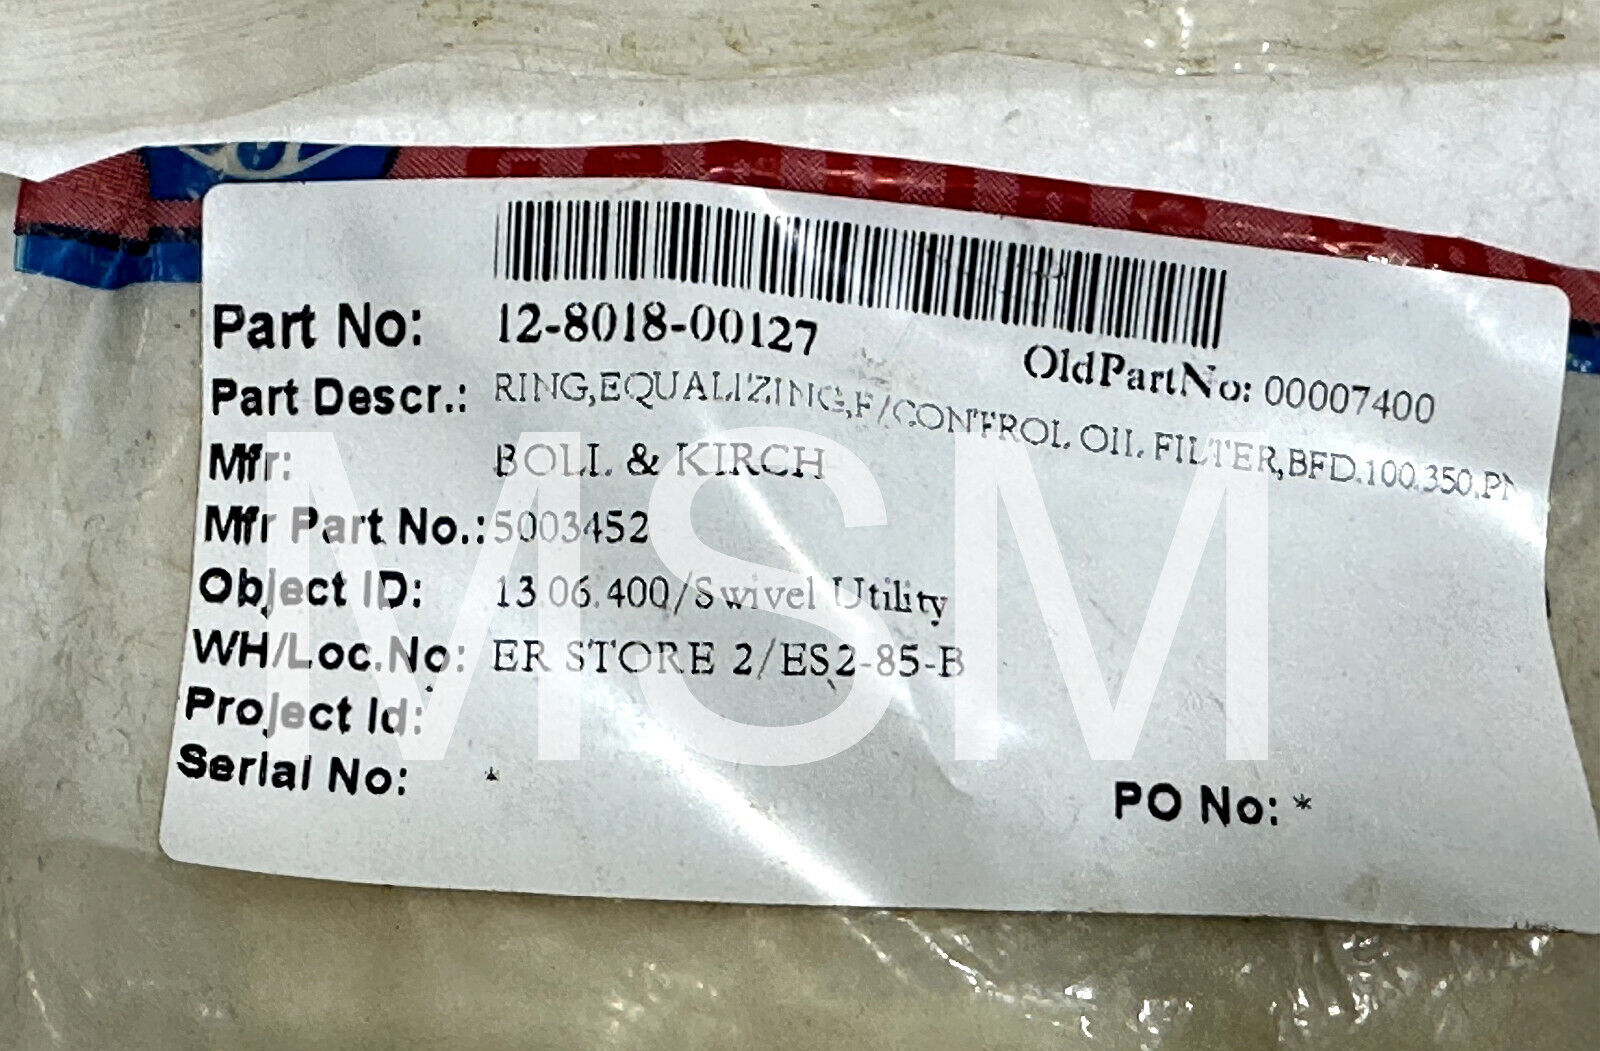 Part No: 12-8018-00127
OldPartNo: 00007400
Part Descr.: RING,EQUALIZING,F/CONTROL OIL FILTER,BFD.100.350,PN
Mfr: BOLL & KIRCH
Mfr Part No.: 5003452
Object ID: 13.06.400/Swivel Utility
WH/Loc.No: ER STORE 2/ES2-85-B
Project Id:
Serial No: *
PO No: *
MSM